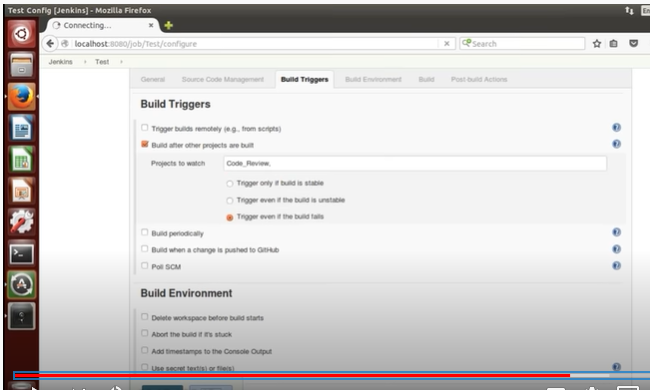 Test Config [Jenkins] - Mozilla Firefox
En
Connecting...
localhost:8080/job/Test/configure
Search
Jenkins Test
General Source Code Management Build Triggers Build Environment Build Post-build Actions
Build Triggers
Trigger builds remotely (e.g., from scripts)
Build after other projects are built
Projects to watch Code_Review,
Trigger only if build is stable
Trigger even if the build is unstable
Trigger even if the build fails
Build periodically
Build when a change is pushed to GitHub
Poll SCM
Build Environment
Delete workspace before build starts
Abort the build if it's stuck
Add timestamps to the Console Output
Use secret text(s) or file(s)